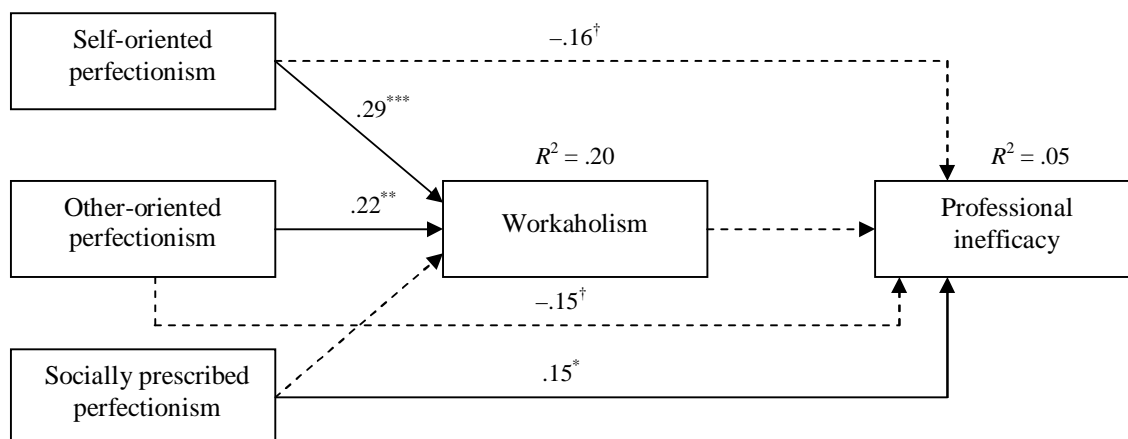 Self-oriented
perfectionism
–.16†
.29***
R² = .20
R² = .05
Other-oriented
perfectionism
.22**
Workaholism
Professional
inefficacy
–.15†
Socially prescribed
perfectionism
.15*